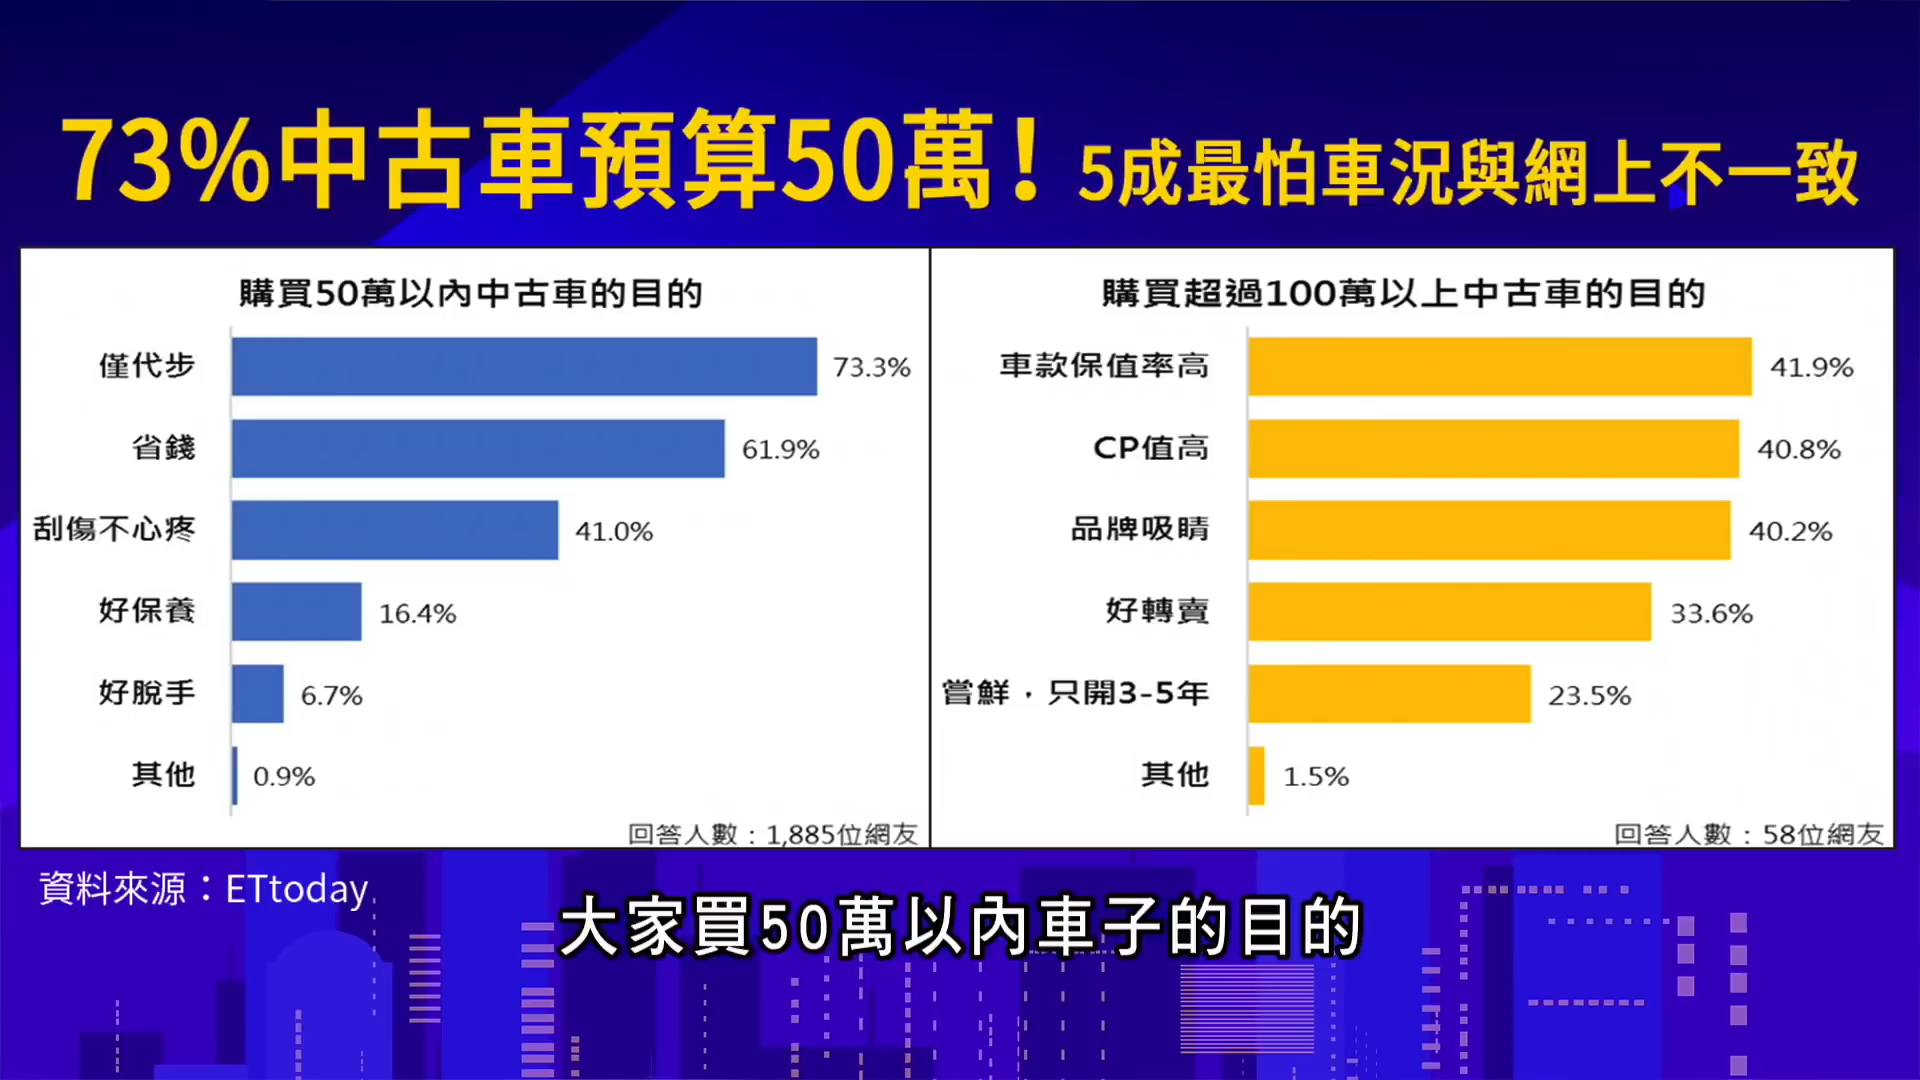 73%中古車預算50萬！5成最怕車況與網上不一致
購買50萬以內中古車的目的
僅代步 73.3%
省錢 61.9%
刮傷不心疼 41.0%
好保養 16.4%
好脫手 6.7%
其他 0.9%
回答人數：1,885位網友
購買超過100萬以上中古車的目的
車款保值率高 41.9%
CP值高 40.8%
品牌吸睛 40.2%
好轉賣 33.6%
嘗鮮，只開3-5年 23.5%
其他 1.5%
回答人數：58位網友
資料來源：ETtoday
大家買50萬以內車子的目的